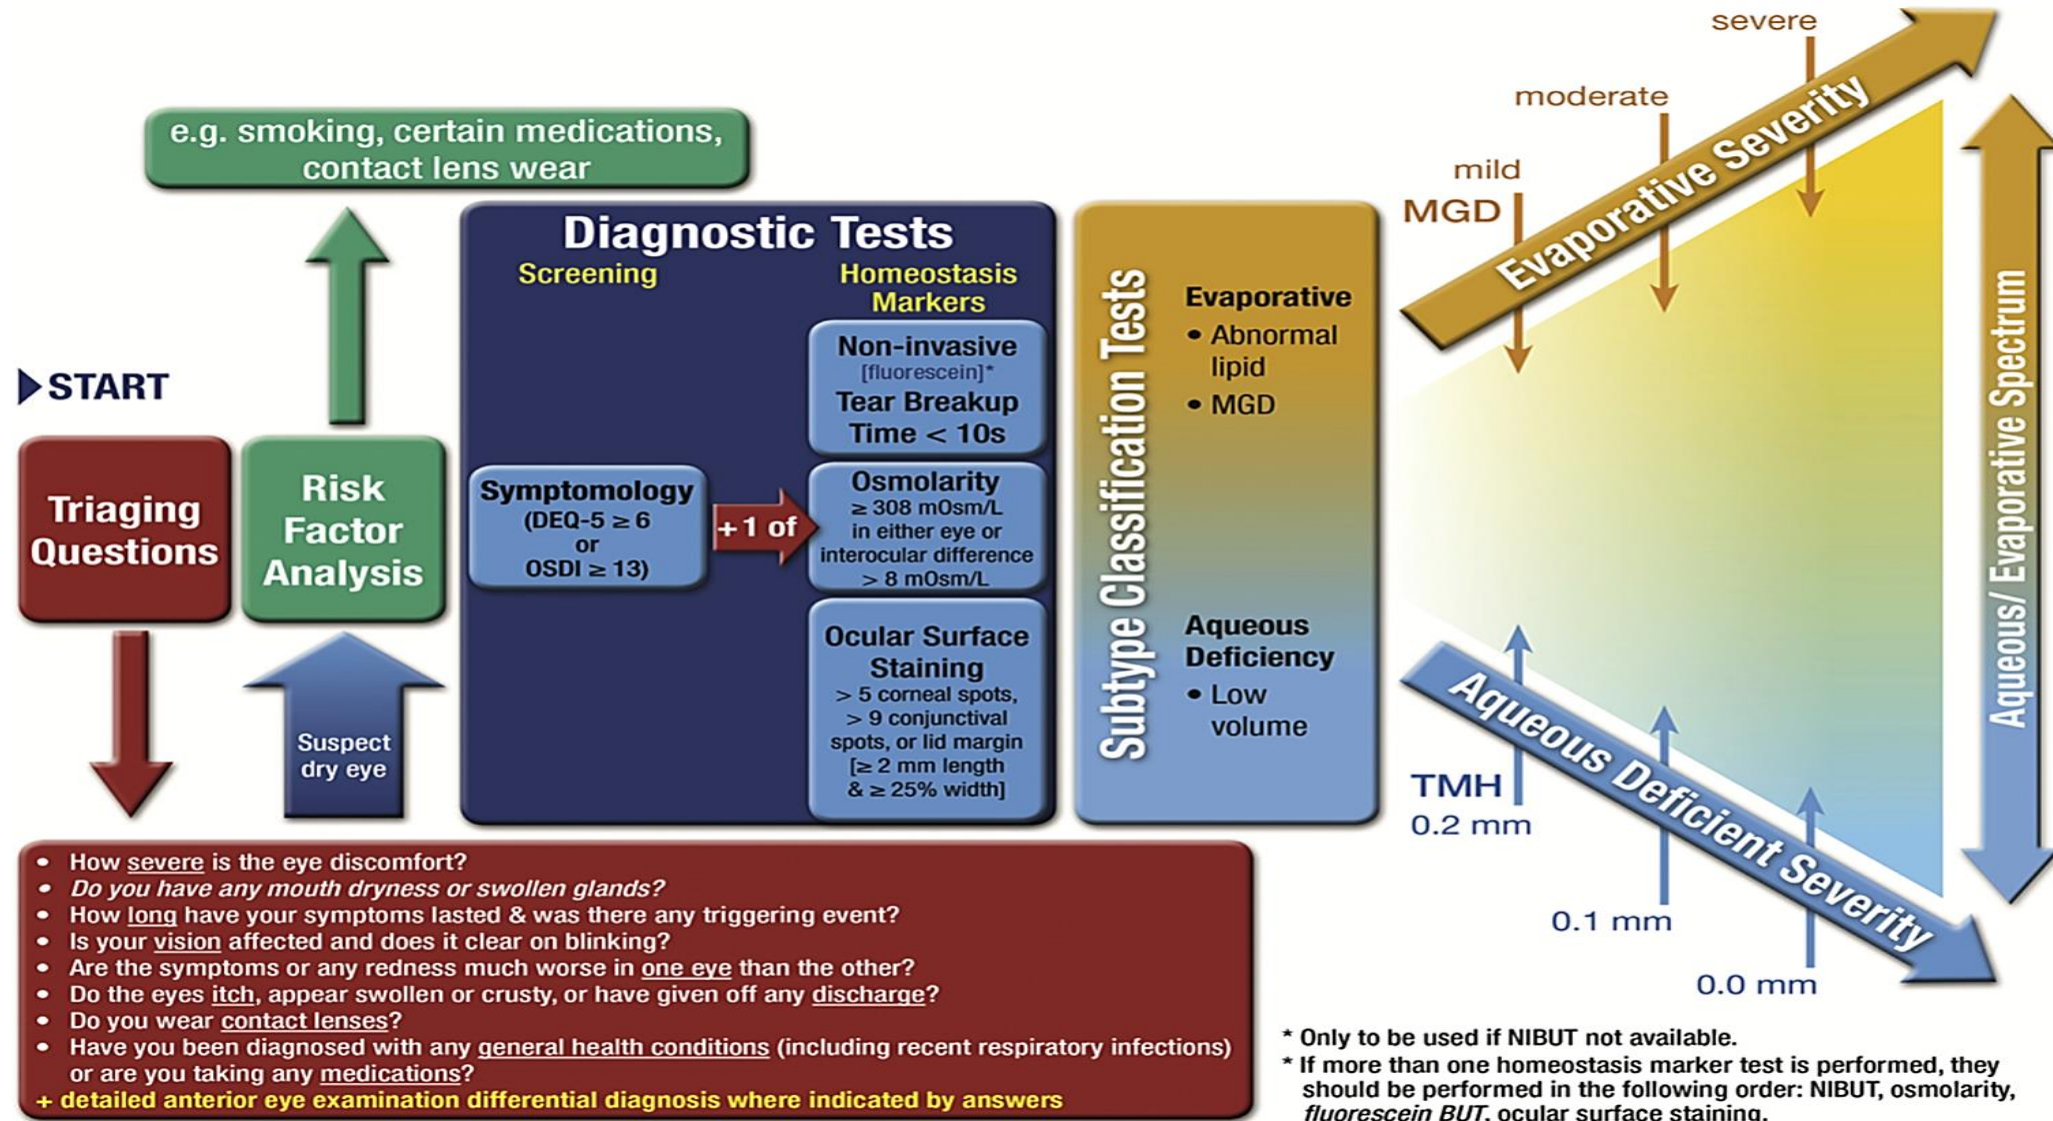 e.g. smoking, certain medications,
contact lens wear
▶START
Triaging
Questions
Risk
Factor
Analysis
Suspect
dry eye
Diagnostic Tests
Screening
Symptomology
(DEQ-5 ≥ 6
or
OSDI ≥ 13)
+1 of
Homeostasis
Markers
Non-invasive
[fluorescein]*
Tear Breakup
Time < 10s
Osmolarity
≥ 308 mOsm/L
in either eye or
interocular difference
> 8 mOsm/L
Ocular Surface
Staining
> 5 corneal spots,
> 9 conjunctival
spots, or lid margin
[≥ 2 mm length
& ≥ 25% width]
Subtype Classification Tests
Evaporative
• Abnormal
lipid
• MGD
Aqueous
Deficiency
• Low
volume
severe
moderate
mild
MGD
Evaporative Severity
Aqueous/ Evaporative Spectrum
Aqueous Deficient Severity
TMH
0.2 mm
0.1 mm
0.0 mm
• How severe is the eye discomfort?
• Do you have any mouth dryness or swollen glands?
• How long have your symptoms lasted & was there any triggering event?
• Is your vision affected and does it clear on blinking?
• Are the symptoms or any redness much worse in one eye than the other?
• Do the eyes itch, appear swollen or crusty, or have given off any discharge?
• Do you wear contact lenses?
• Have you been diagnosed with any general health conditions (including recent respiratory infections)
or are you taking any medications?
+ detailed anterior eye examination differential diagnosis where indicated by answers
* Only to be used if NIBUT not available.
* If more than one homeostasis marker test is performed, they
should be performed in the following order: NIBUT, osmolarity,
fluorescein BUT, ocular surface staining.